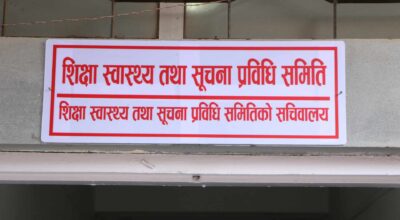 शिक्षा स्वास्थ्य तथा सूचना प्रविधि समिति
शिक्षा स्वास्थ्य तथा सूचना प्रविधि समितिको सचिवालय